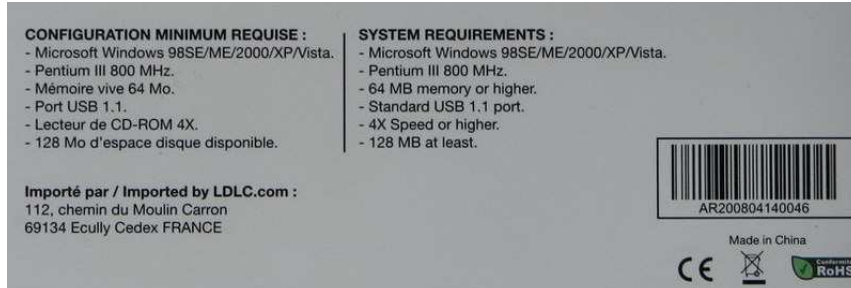 CONFIGURATION MINIMUM REQUISE :
- Microsoft Windows 98SE/ME/2000/XP/Vista.
- Pentium III 800 MHz.
- Mémoire vive 64 Mo.
- Port USB 1.1.
- Lecteur de CD-ROM 4X.
- 128 Mo d'espace disque disponible.
SYSTEM REQUIREMENTS :
- Microsoft Windows 98SE/ME/2000/XP/Vista.
- Pentium III 800 MHz.
- 64 MB memory or higher.
- Standard USB 1.1 port.
- 4X Speed or higher.
- 128 MB at least.
Importé par / Imported by LDLC.com :
112, chemin du Moulin Carron
69134 Ecully Cedex FRANCE
AR200804140046
Made in China
CE
RoHS